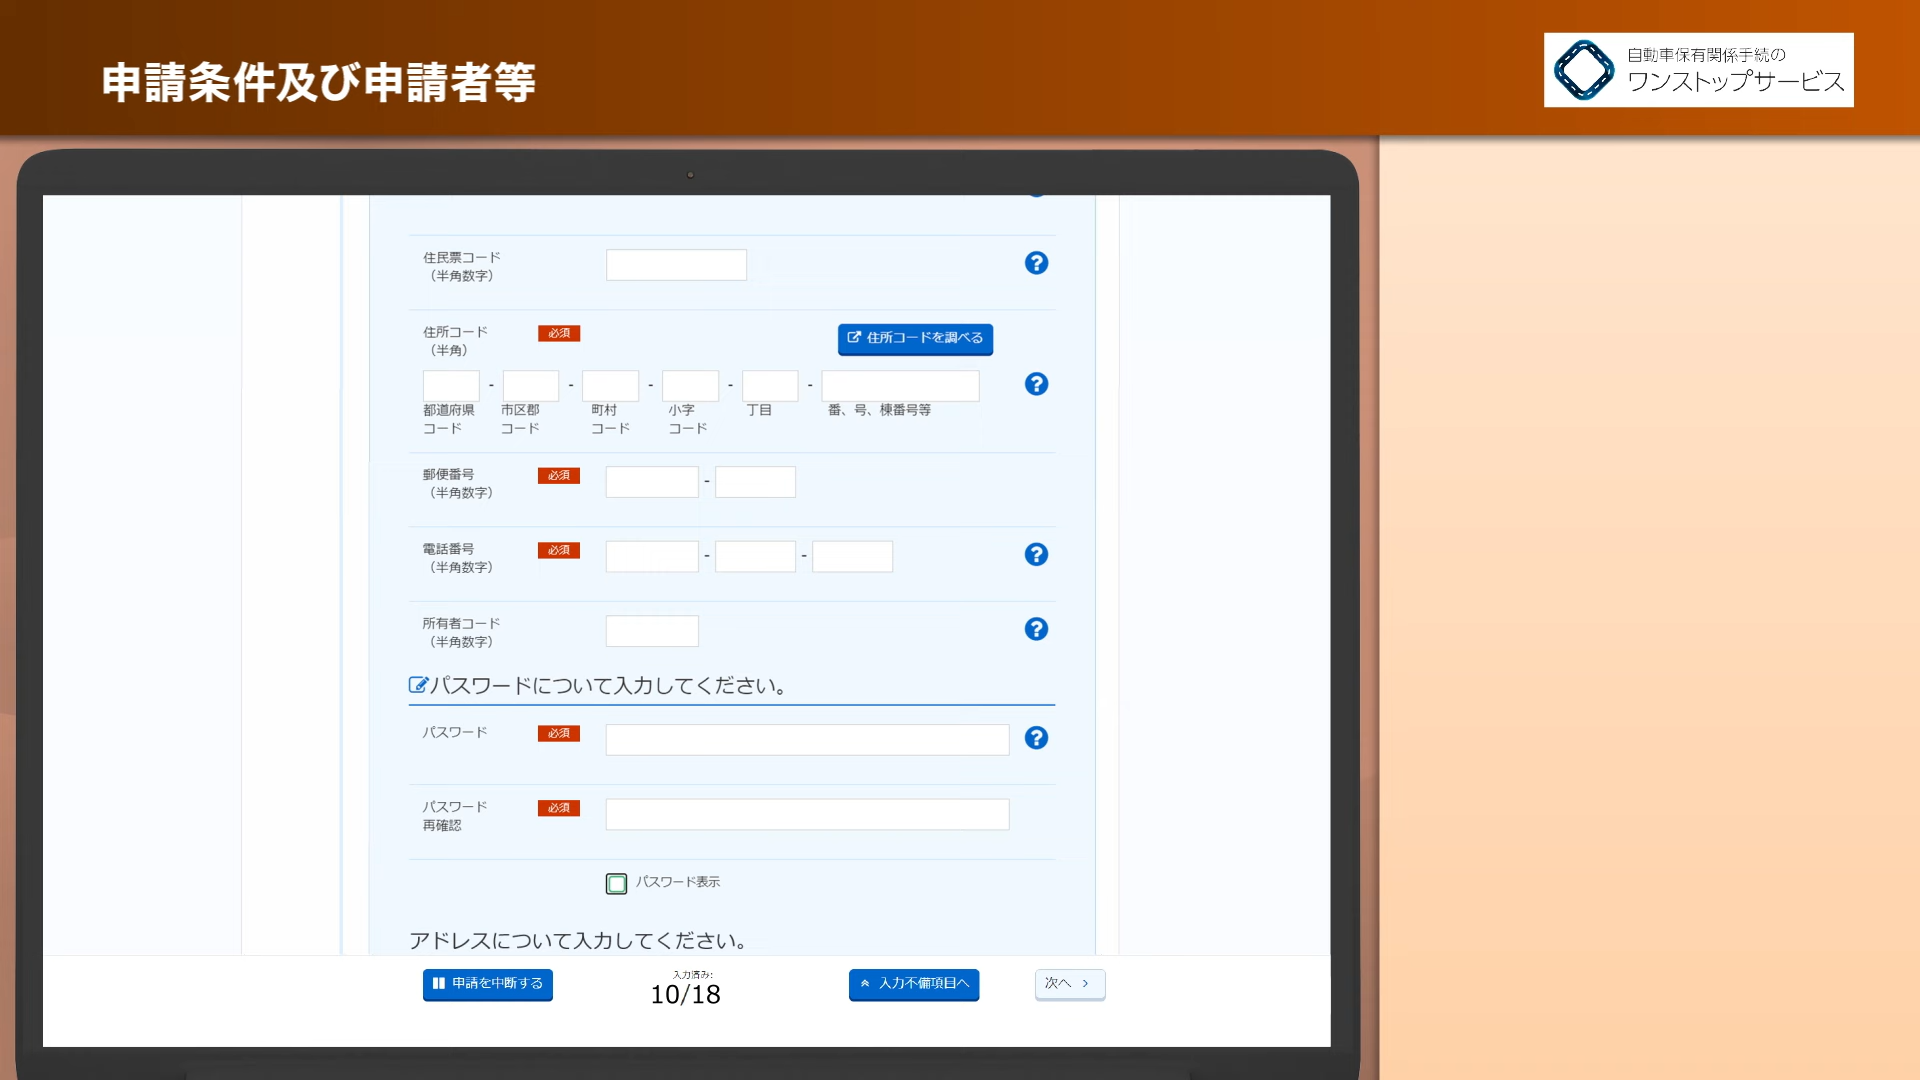 申請条件及び申請者等
自動車保有関係手続の
ワンストップサービス
住民票コード
（半角数字）
住所コード
（半角）
必須
住所コードを調べる
- - - - -
都道府県
コード
市区郡
コード
町村
コード
小字
コード
丁目
番、号、棟番号等
郵便番号
（半角数字）
必須
-
電話番号
（半角数字）
必須
- -
所有者コード
（半角数字）
パスワードについて入力してください。
パスワード
必須
パスワード
再確認
必須
パスワード表示
アドレスについて入力してください。
申請を中断する
入力済み:
10/18
入力不備項目へ
次へ